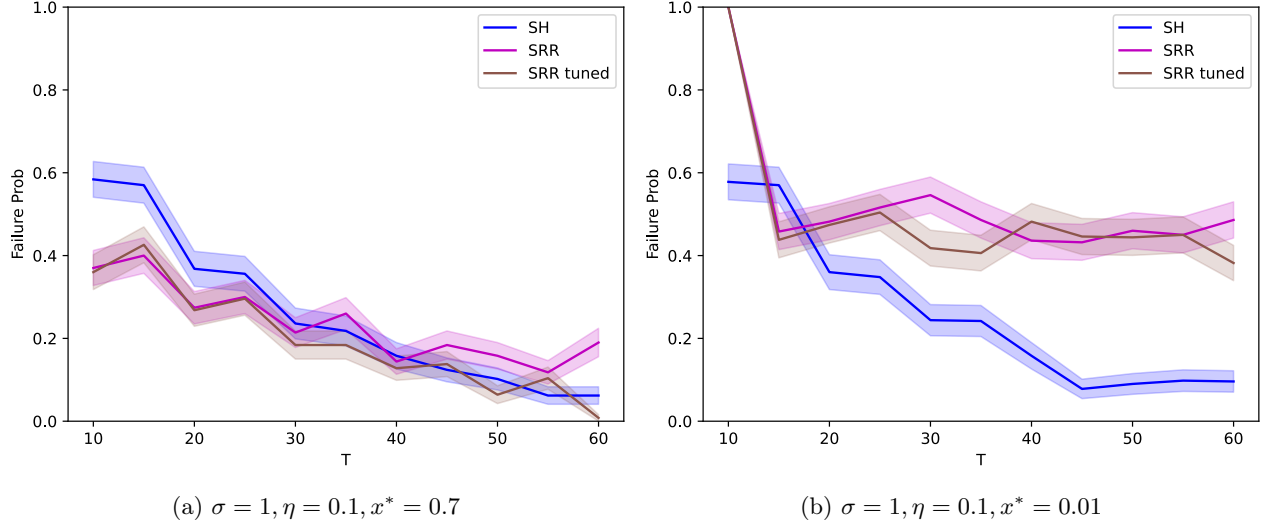 1.0
0.8
0.6
0.4
0.2
0.0
Failure Prob
10 20 30 40 50 60
T
SH
SRR
SRR tuned
(a) σ = 1, η = 0.1, x* = 0.7
1.0
0.8
0.6
0.4
0.2
0.0
Failure Prob
10 20 30 40 50 60
T
SH
SRR
SRR tuned
(b) σ = 1, η = 0.1, x* = 0.01